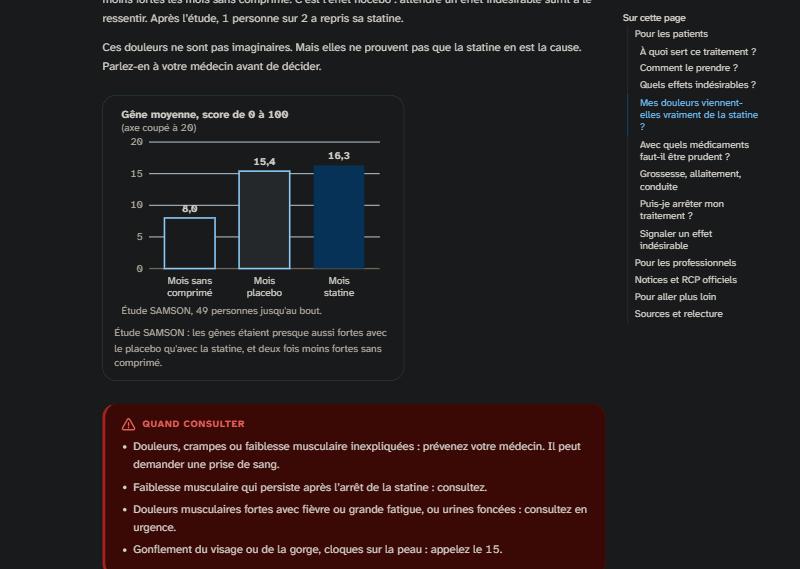 ressentir. Après l'étude, 1 personne sur 2 a repris sa statine.
Ces douleurs ne sont pas imaginaires. Mais elles ne prouvent pas que la statine en est la cause.
Parlez-en à votre médecin avant de décider.
Gêne moyenne, score de 0 à 100
(axe coupé à 20)
20
15
10
5
0
8,0
15,4
16,3
Mois sans
comprimé
Mois
placebo
Mois
statine
Étude SAMSON, 49 personnes jusqu'au bout.
Étude SAMSON : les gênes étaient presque aussi fortes avec
le placebo qu'avec la statine, et deux fois moins fortes sans
comprimé.
QUAND CONSULTER
• Douleurs, crampes ou faiblesse musculaire inexpliquées : prévenez votre médecin. Il peut
demander une prise de sang.
• Faiblesse musculaire qui persiste après l'arrêt de la statine : consultez.
• Douleurs musculaires fortes avec fièvre ou grande fatigue, ou urines foncées : consultez en
urgence.
• Gonflement du visage ou de la gorge, cloques sur la peau : appelez le 15.
Sur cette page
Pour les patients
À quoi sert ce traitement ?
Comment le prendre ?
Quels effets indésirables ?
Mes douleurs viennent-
elles vraiment de la statine
?
Avec quels médicaments
faut-il être prudent ?
Grossesse, allaitement,
conduite
Puis-je arrêter mon
traitement ?
Signaler un effet
indésirable
Pour les professionnels
Notices et RCP officiels
Pour aller plus loin
Sources et relecture